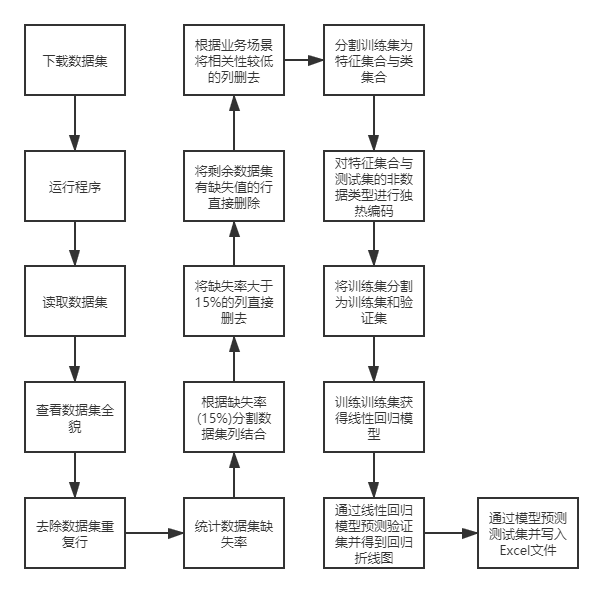 下载数据集
运行程序
读取数据集
查看数据集全
貌
去除数据集重
复行
统计数据集缺
失率
根据缺失率
(15%)分割数
据集列结合
将缺失率大于
15%的列直接
删去
将剩余数据集
有缺失值的行
直接删除
根据业务场景
将相关性较低
的列删去
分割训练集为
特征集合与类
集合
对特征集合与
测试集的非数
据类型进行独
热编码
将训练集分割
为训练集和验
证集
训练训练集获
得线性回归模
型
通过线性回归
模型预测验证
集并得到回归
折线图
通过模型预测
测试集并写入
Excel文件